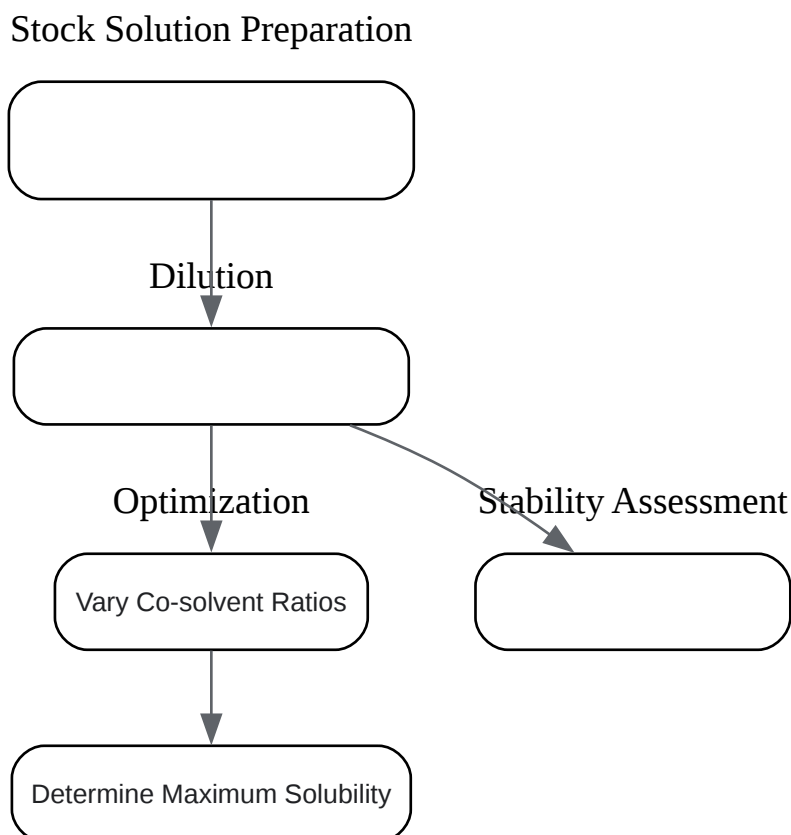 Stock Solution Preparation
Dilution
Optimization
Stability Assessment
Vary Co-solvent Ratios
Determine Maximum Solubility